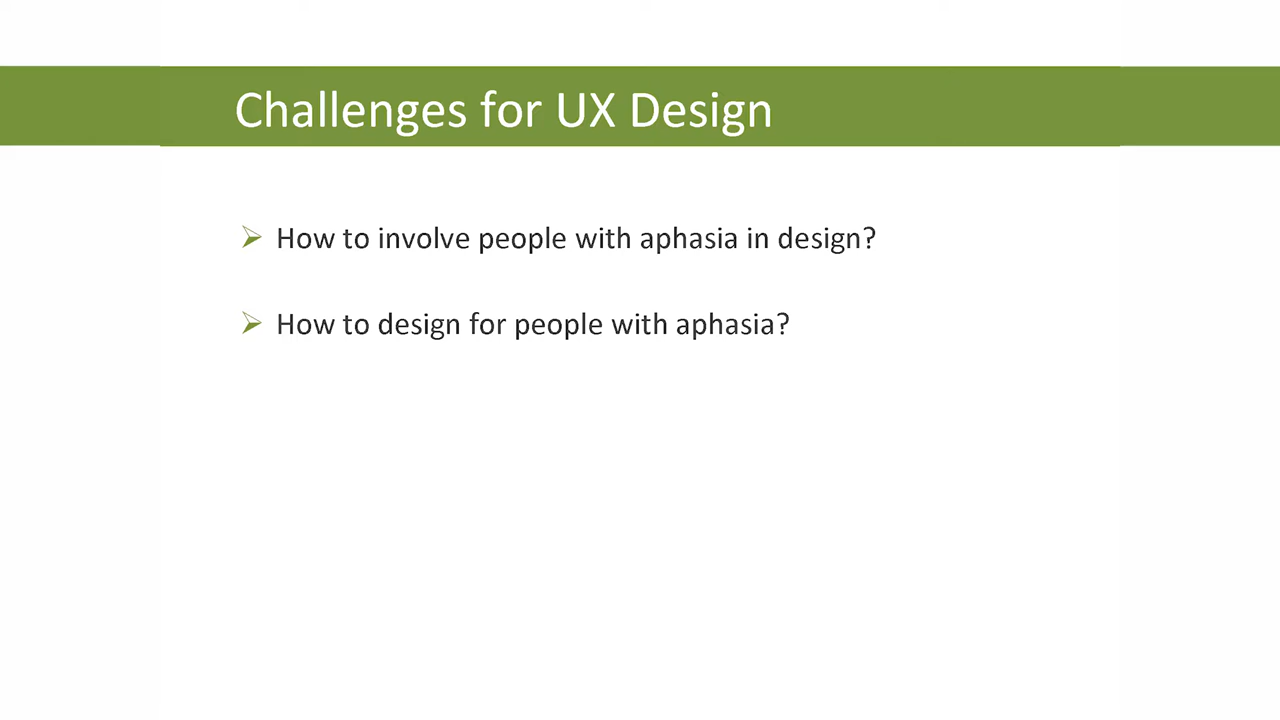 Challenges for UX Design
How to involve people with aphasia in design?
How to design for people with aphasia?